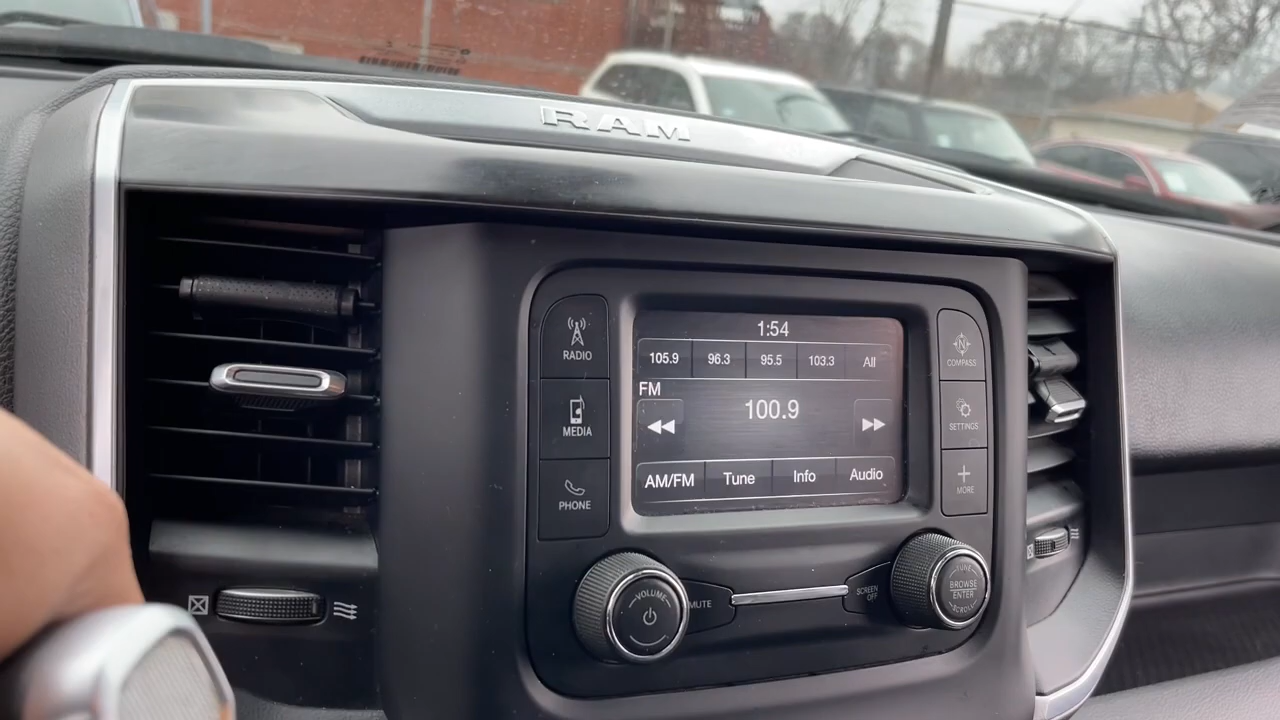 RAM
RADIO
MEDIA
PHONE
1:54
105.9 96.3 95.5 103.3 All
FM
100.9
AM/FM Tune Info Audio
N
COMPASS
SETTINGS
MORE
VOLUME
MUTE
SCREEN
OFF
TUNE
BROWSE
ENTER
SCROLL